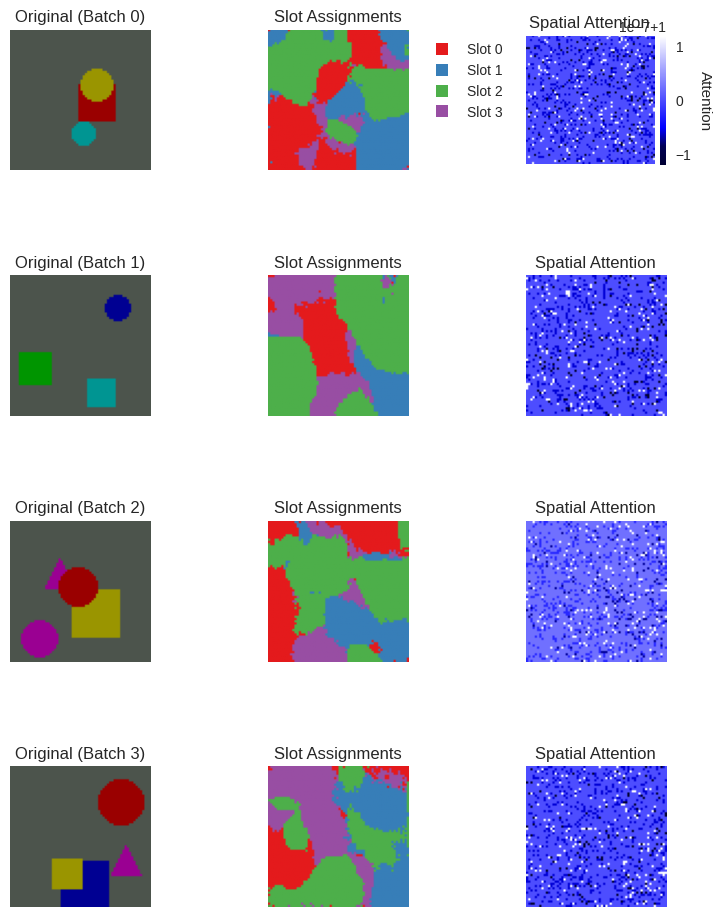 Original (Batch 0)
Slot Assignments
Slot 0
Slot 1
Slot 2
Slot 3
Spatial Attention
1e−7+1
1
0
−1
Attention
Original (Batch 1)
Slot Assignments
Spatial Attention
Original (Batch 2)
Slot Assignments
Spatial Attention
Original (Batch 3)
Slot Assignments
Spatial Attention